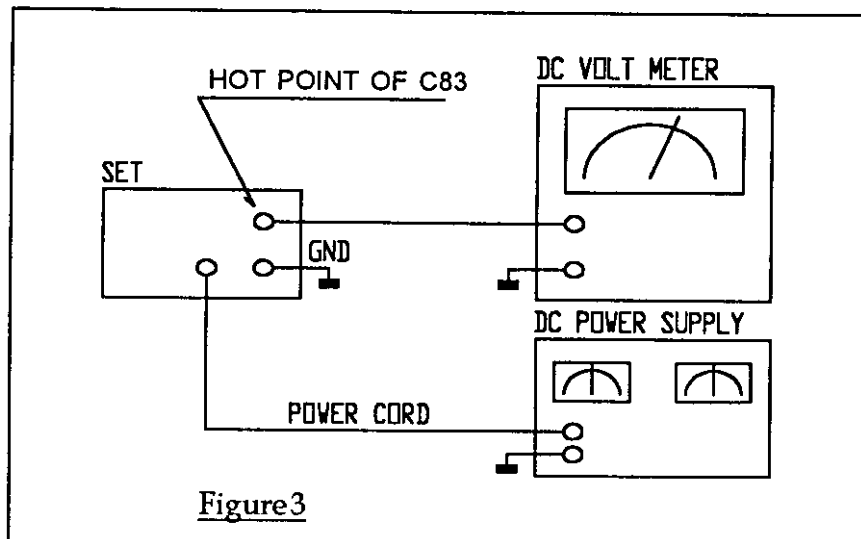 DC VOLT METER
HOT POINT OF C83
SET
GND
DC POWER SUPPLY
POWER CORD
Figure3